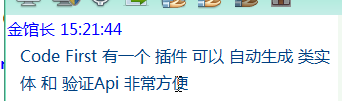 金馆长 15:21:44
Code First 有一个 插件 可以 自动生成 类实
体 和 验证Api 非常方便